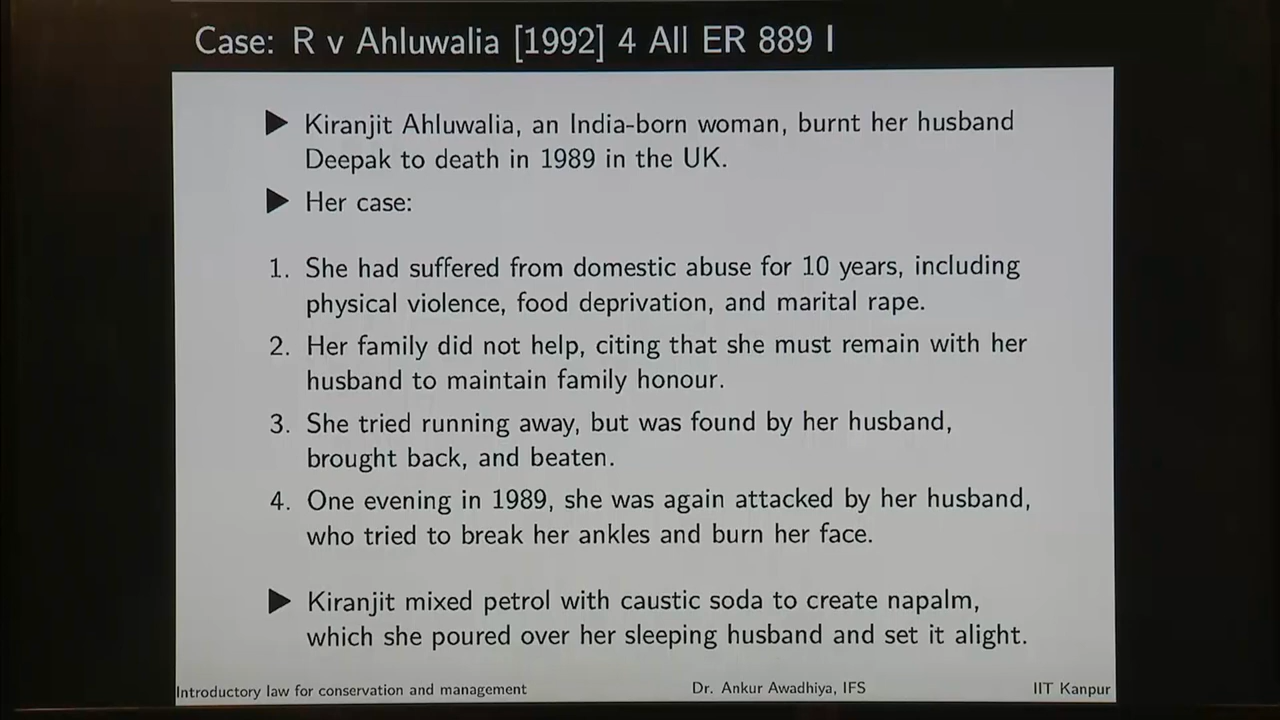 Case: R v Ahluwalia [1992] 4 All ER 889 I
▶ Kiranjit Ahluwalia, an India-born woman, burnt her husband
Deepak to death in 1989 in the UK.
▶ Her case:
1. She had suffered from domestic abuse for 10 years, including
physical violence, food deprivation, and marital rape.
2. Her family did not help, citing that she must remain with her
husband to maintain family honour.
3. She tried running away, but was found by her husband,
brought back, and beaten.
4. One evening in 1989, she was again attacked by her husband,
who tried to break her ankles and burn her face.
▶ Kiranjit mixed petrol with caustic soda to create napalm,
which she poured over her sleeping husband and set it alight.
Introductory law for conservation and management Dr. Ankur Awadhiya, IFS IIT Kanpur